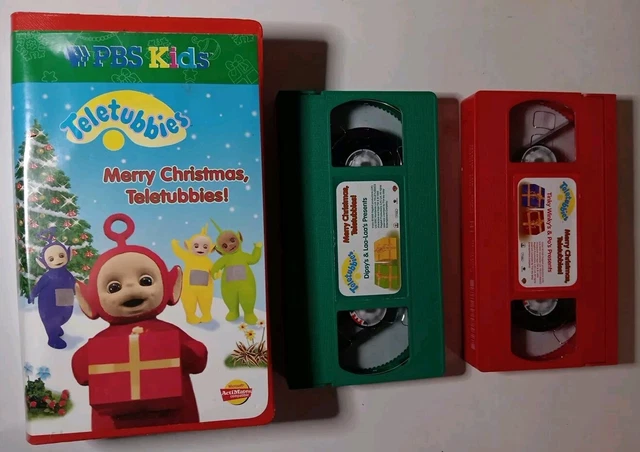 PBS Kids
Teletubbies
Merry Christmas,
Teletubbies!
ActiMates
Teletubbies
Merry Christmas,
Teletubbies!
Dipsy's & Laa-Laa's Presents
Teletubbies
Merry Christmas,
Teletubbies!
Tinky Winky's & Po's Presents